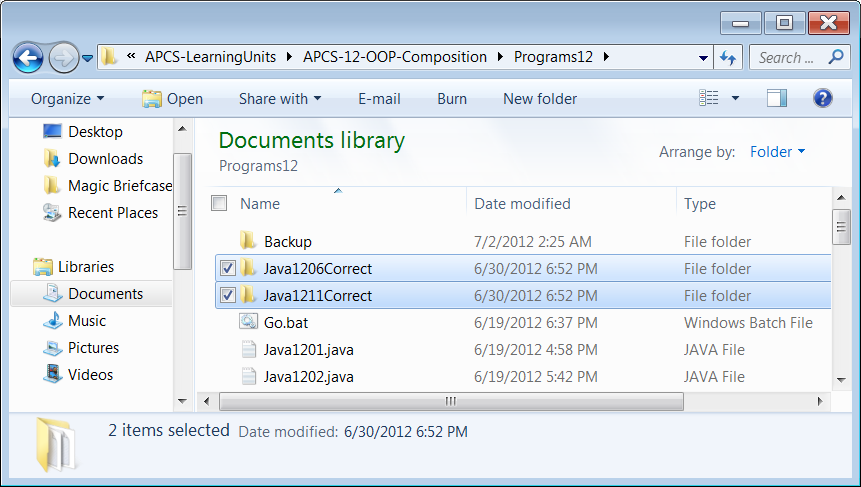 « APCS-LearningUnits ▸ APCS-12-OOP-Composition ▸ Programs12 ▸ Search ...
Organize Open Share with E-mail Burn New folder
Desktop
Downloads
Magic Briefcase
Recent Places
Libraries
Documents
Music
Pictures
Videos
Documents library
Programs12
Arrange by: Folder
Name Date modified Type
Backup 7/2/2012 2:25 AM File folder
Java1206Correct 6/30/2012 6:52 PM File folder
Java1211Correct 6/30/2012 6:52 PM File folder
Go.bat 6/19/2012 6:37 PM Windows Batch File
Java1201.java 6/19/2012 4:58 PM JAVA File
Java1202.java 6/19/2012 5:42 PM JAVA File
2 items selected Date modified: 6/30/2012 6:52 PM